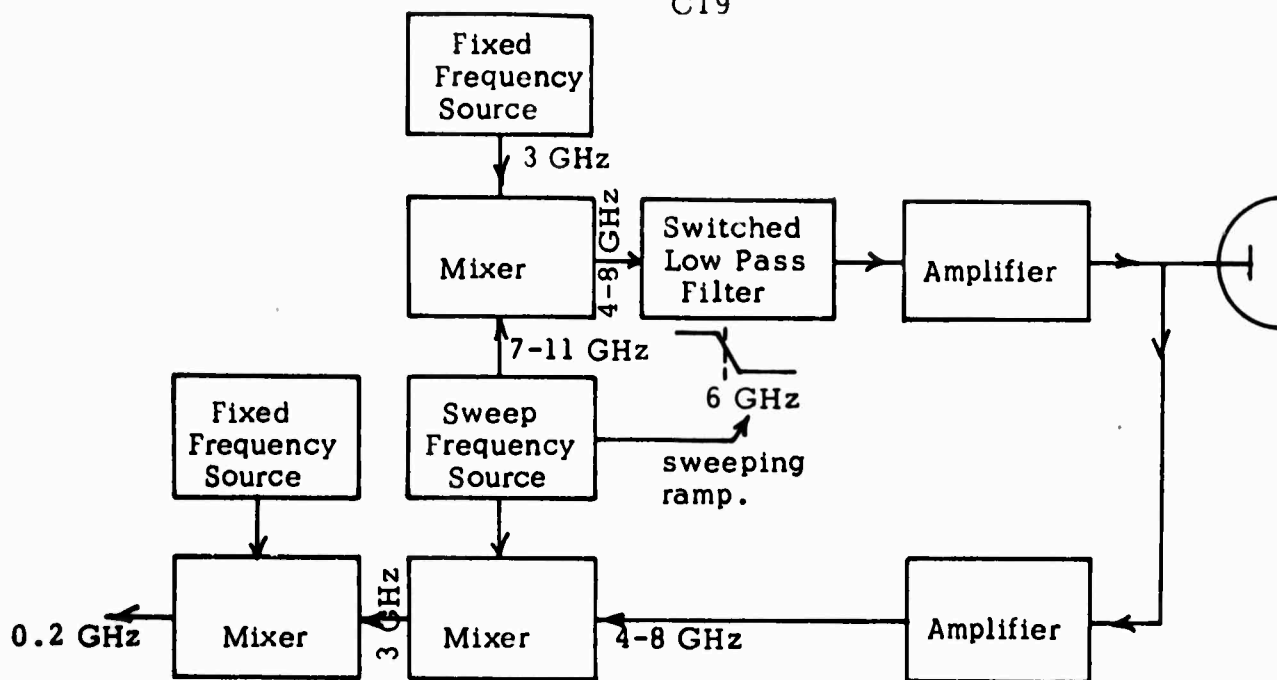 C19
Fixed
Frequency
Source
3 GHz
Mixer
4-8 GHz
Switched
Low Pass
Filter
Amplifier
7-11 GHz
6 GHz
Fixed
Frequency
Source
Sweep
Frequency
Source
sweeping
ramp.
0.2 GHz
Mixer
3 GHz
Mixer
4-8 GHz
Amplifier